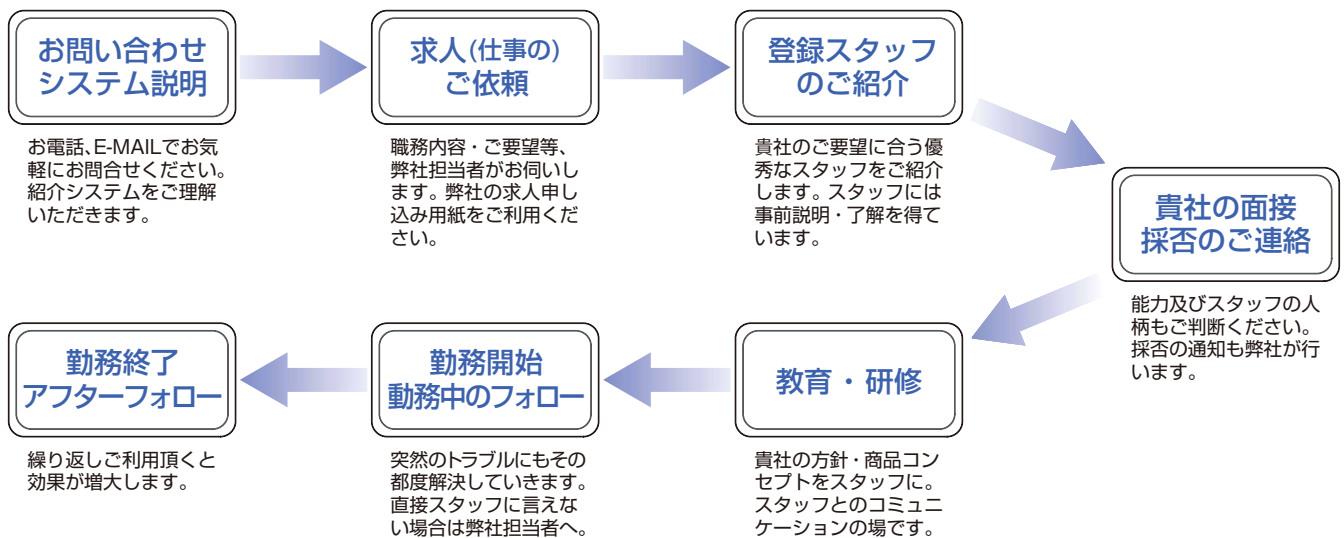 お問い合わせ
システム説明
お電話、E-MAILでお気
軽にお問合せください。
紹介システムをご理解
いただきます。
求人(仕事の)
ご依頼
職務内容・ご要望等、
弊社担当者がお伺いし
ます。弊社の求人申し
込み用紙をご利用くだ
さい。
登録スタッフ
のご紹介
貴社のご要望に合う優
秀なスタッフをご紹介
します。スタッフには
事前説明・了解を得て
います。
貴社の面接
採否のご連絡
能力及びスタッフの人
柄もご判断ください。
採否の通知も弊社が行
います。
教育・研修
貴社の方針・商品コン
セプトをスタッフに。
スタッフとのコミュニ
ケーションの場です。
勤務開始
動務中のフォロー
突然のトラブルにもその
都度解決していきます。
直接スタッフに言えな
い場合は弊社担当者へ。
勤務終了
アフターフォロー
繰り返しご利用頂くと
効果が増大します。